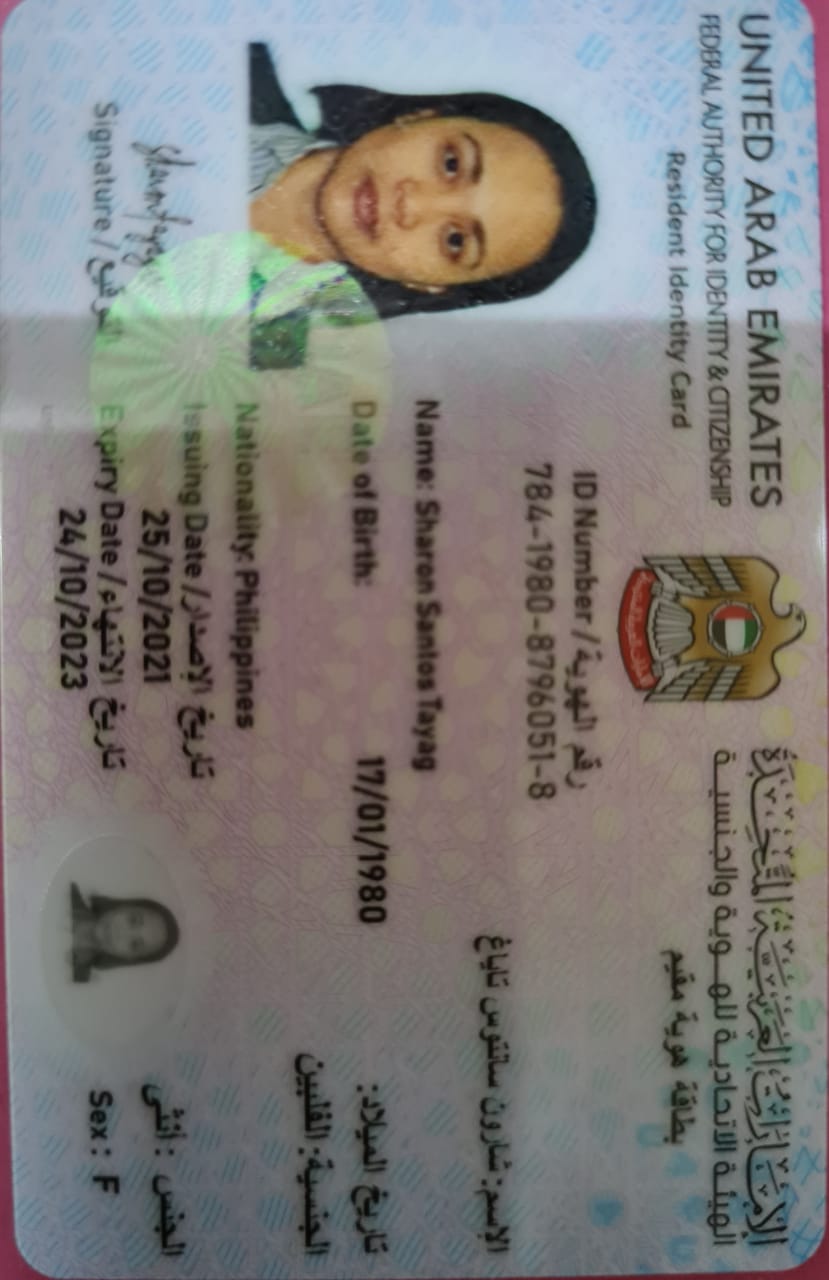 UNITED ARAB EMIRATES
FEDERAL AUTHORITY FOR IDENTITY & CITIZENSHIP
Resident Identity Card
الإمارات العربية المتحدة
الهيئة الاتحادية للهوية والجنسية
بطاقة هوية مقيم
ID Number / رقم الهوية
784-1980-8796051-8
الإسم: شارون سانتوس تاياغ
Name: Sharon Santos Tayag
Date of Birth: 17/01/1980 تاريخ الميلاد:
الجنسية: الفلبين
Nationality: Philippines
Issuing Date / تاريخ الإصدار
25/10/2021
Expiry Date / تاريخ الانتهاء
24/10/2023
Signature / التوقيع
الجنس : أنثى
Sex: F